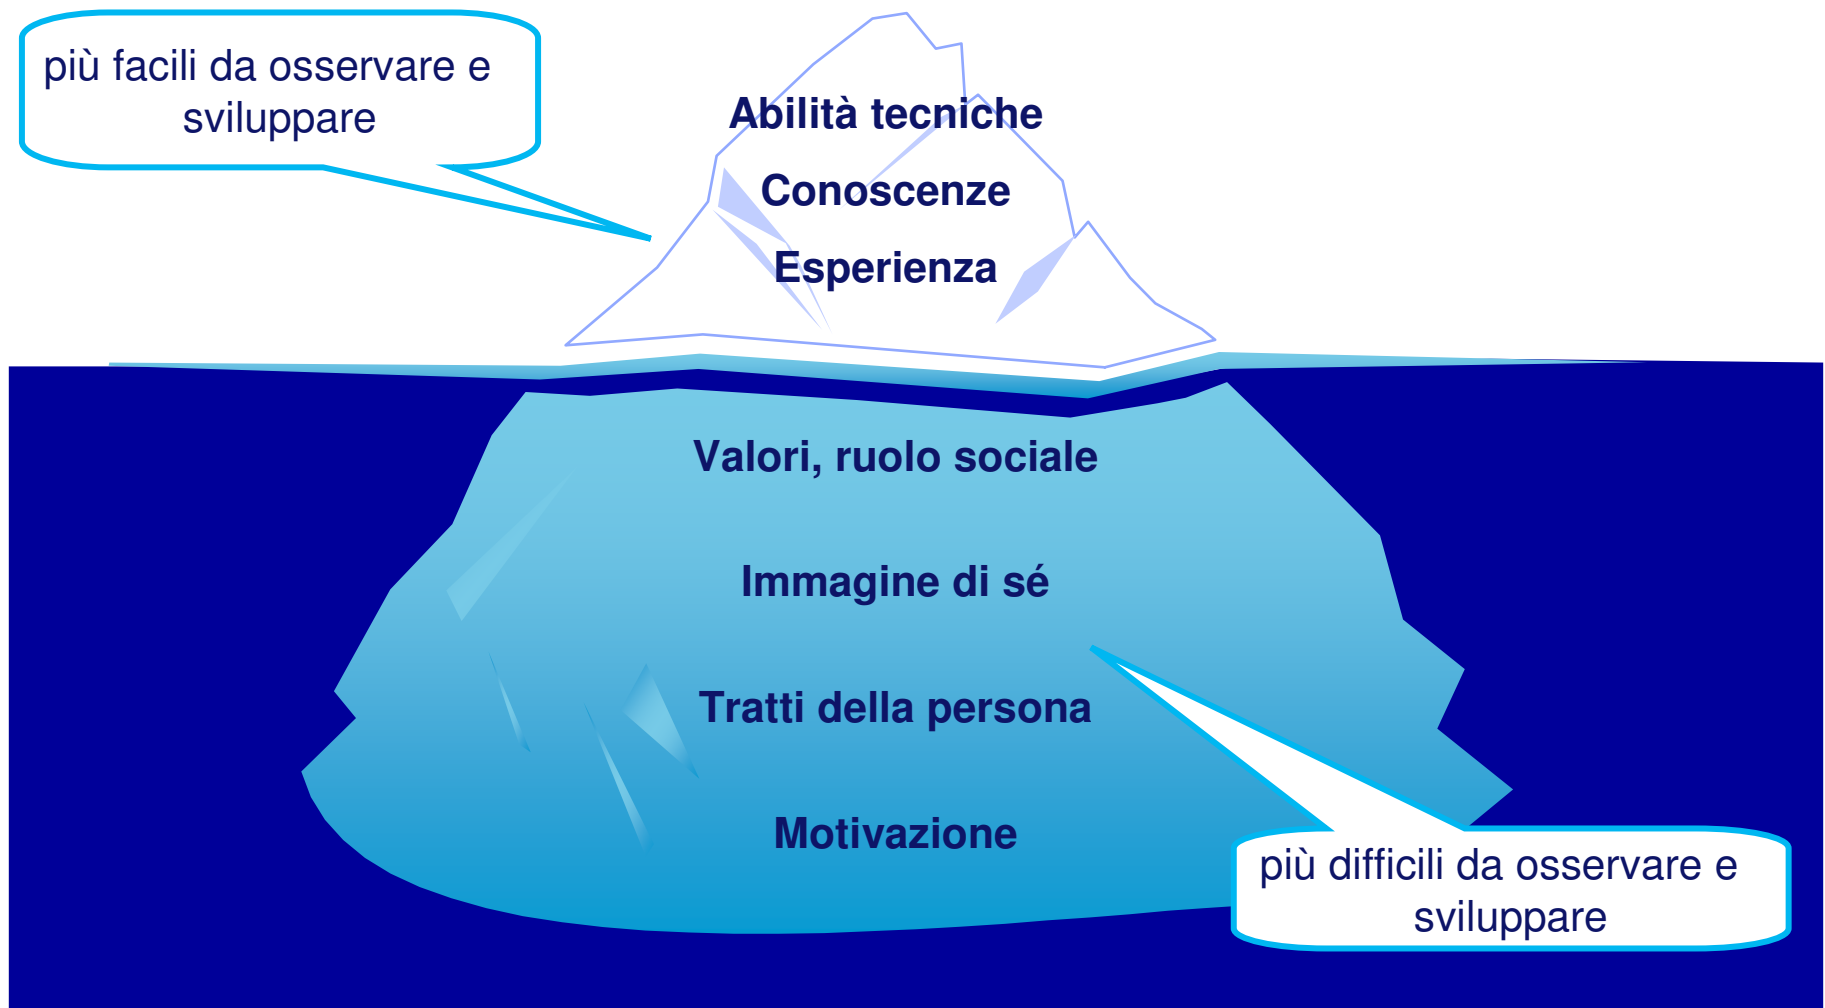 più facili da osservare e
sviluppare
Abilità tecniche
Conoscenze
Esperienza
Valori, ruolo sociale
Immagine di sé
Tratti della persona
Motivazione
più difficili da osservare e
sviluppare